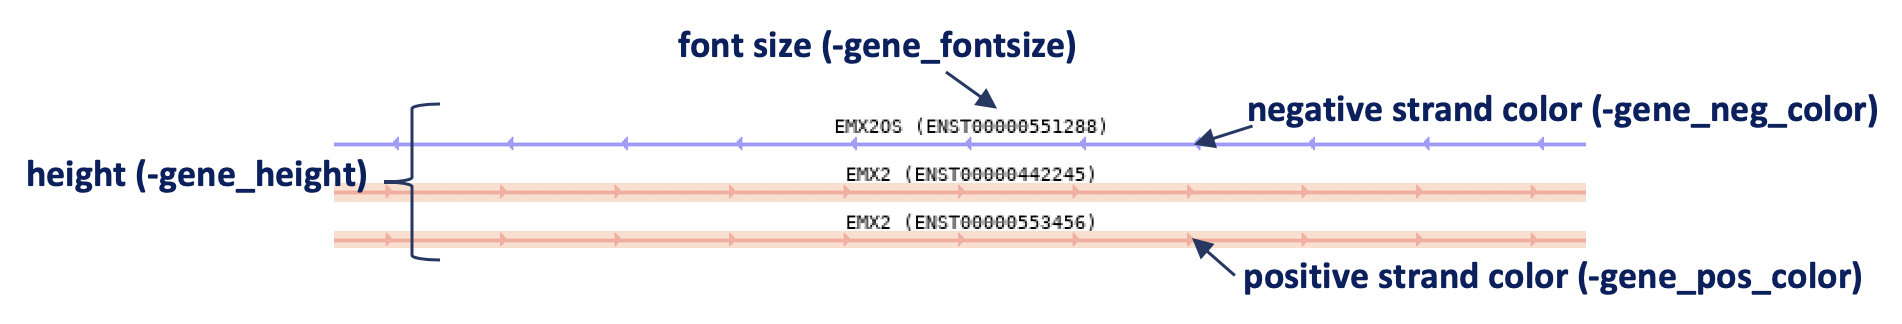 font size (-gene_fontsize)
negative strand color (-gene_neg_color)
EMX2OS (ENST00000551288)
height (-gene_height)
EMX2 (ENST00000442245)
EMX2 (ENST00000553456)
positive strand color (-gene_pos_color)